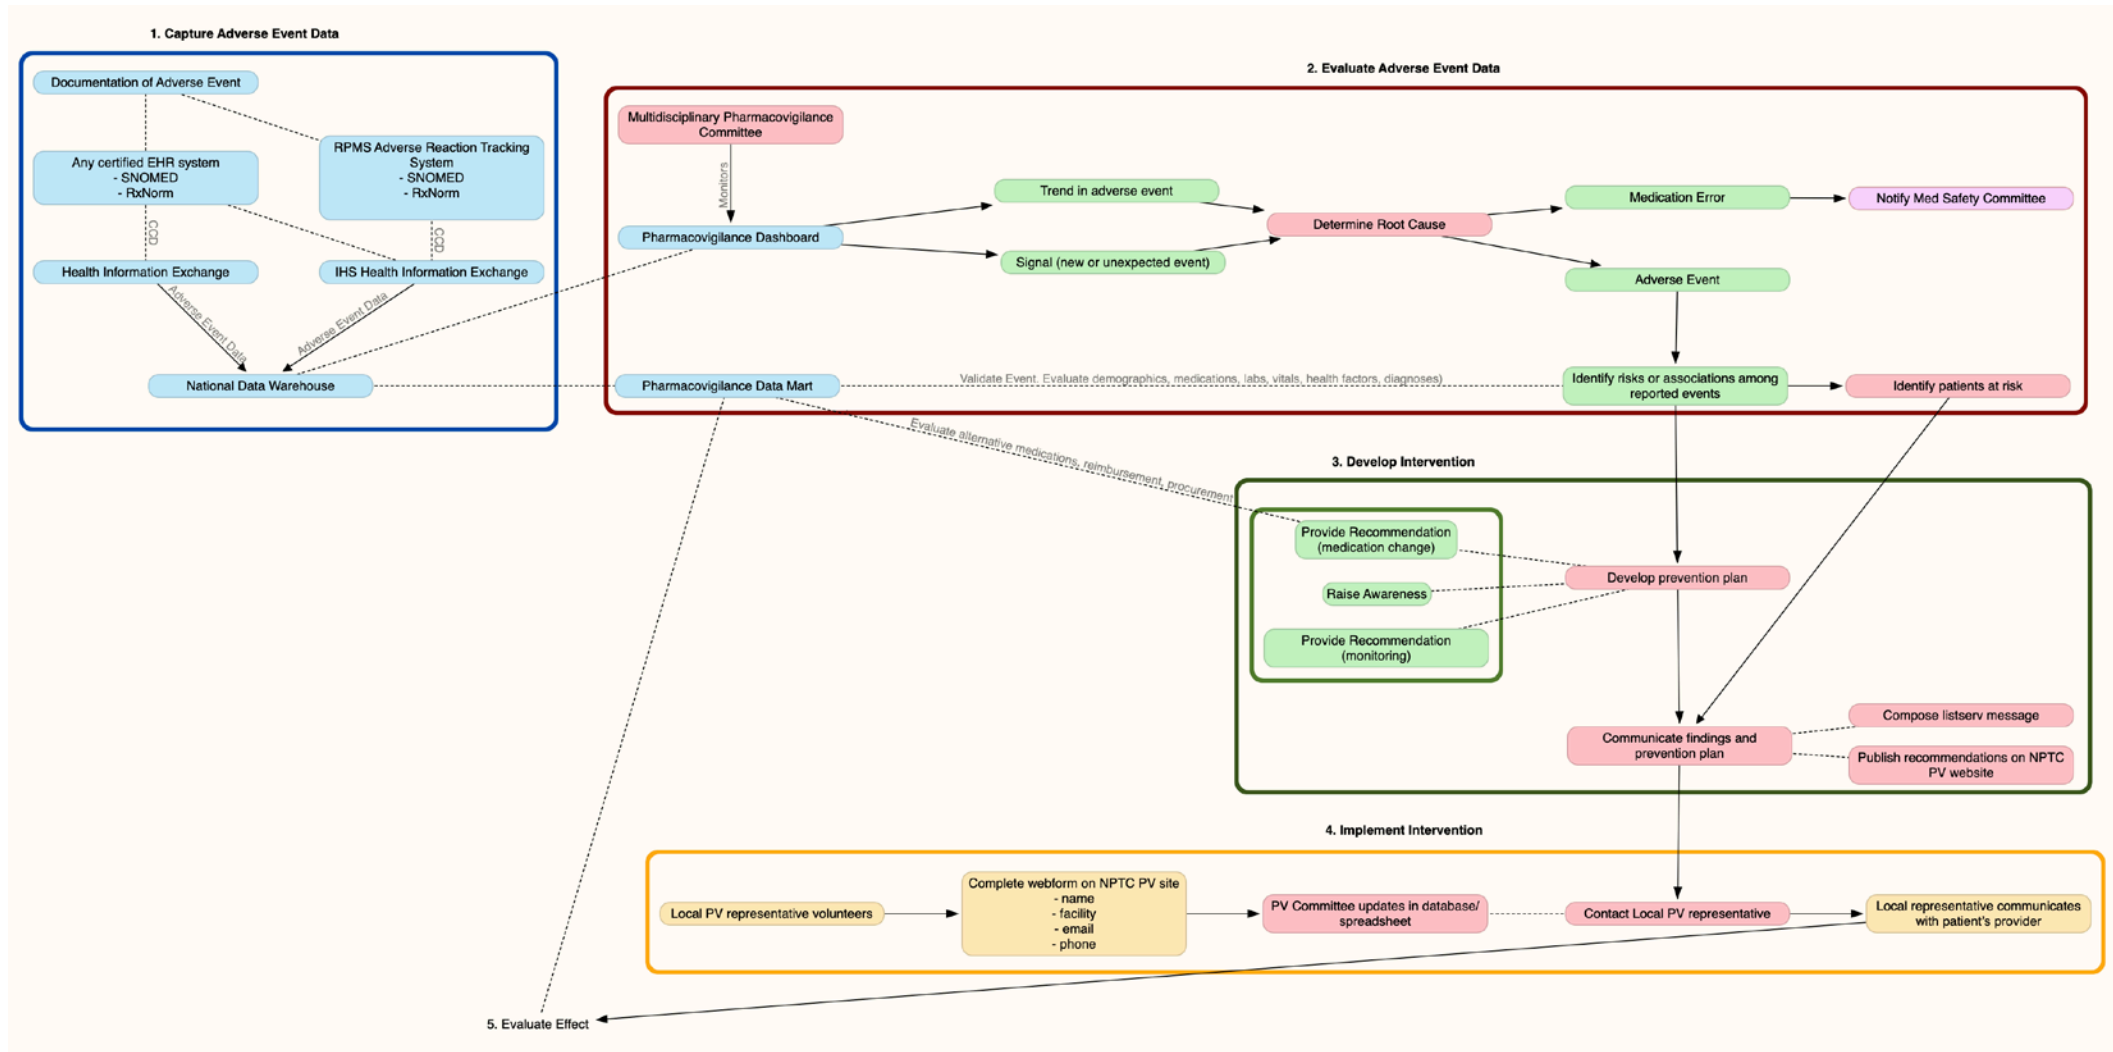 1. Capture Adverse Event Data
Documentation of Adverse Event
Any certified EHR system
- SNOMED
- RxNorm
RPMS Adverse Reaction Tracking
System
- SNOMED
- RxNorm
CCD
CCD
Health Information Exchange
IHS Health Information Exchange
Adverse Event Data
Adverse Event Data
National Data Warehouse
2. Evaluate Adverse Event Data
Multidisciplinary Pharmacovigilance
Committee
Monitors
Pharmacovigilance Dashboard
Trend in adverse event
Signal (new or unexpected event)
Determine Root Cause
Medication Error
Notify Med Safety Committee
Adverse Event
Pharmacovigilance Data Mart
Validate Event. Evaluate demographics, medications, labs, vitals, health factors, diagnoses)
Identify risks or associations among
reported events
Identify patients at risk
Evaluate alternative medications, reimbursement, procurement
3. Develop Intervention
Provide Recommendation
(medication change)
Raise Awareness
Provide Recommendation
(monitoring)
Develop prevention plan
Communicate findings and
prevention plan
Compose listserv message
Publish recommendations on NPTC
PV website
4. Implement Intervention
Local PV representative volunteers
Complete webform on NPTC PV site
- name
- facility
- email
- phone
PV Committee updates in database/
spreadsheet
Contact Local PV representative
Local representative communicates
with patient's provider
5. Evaluate Effect